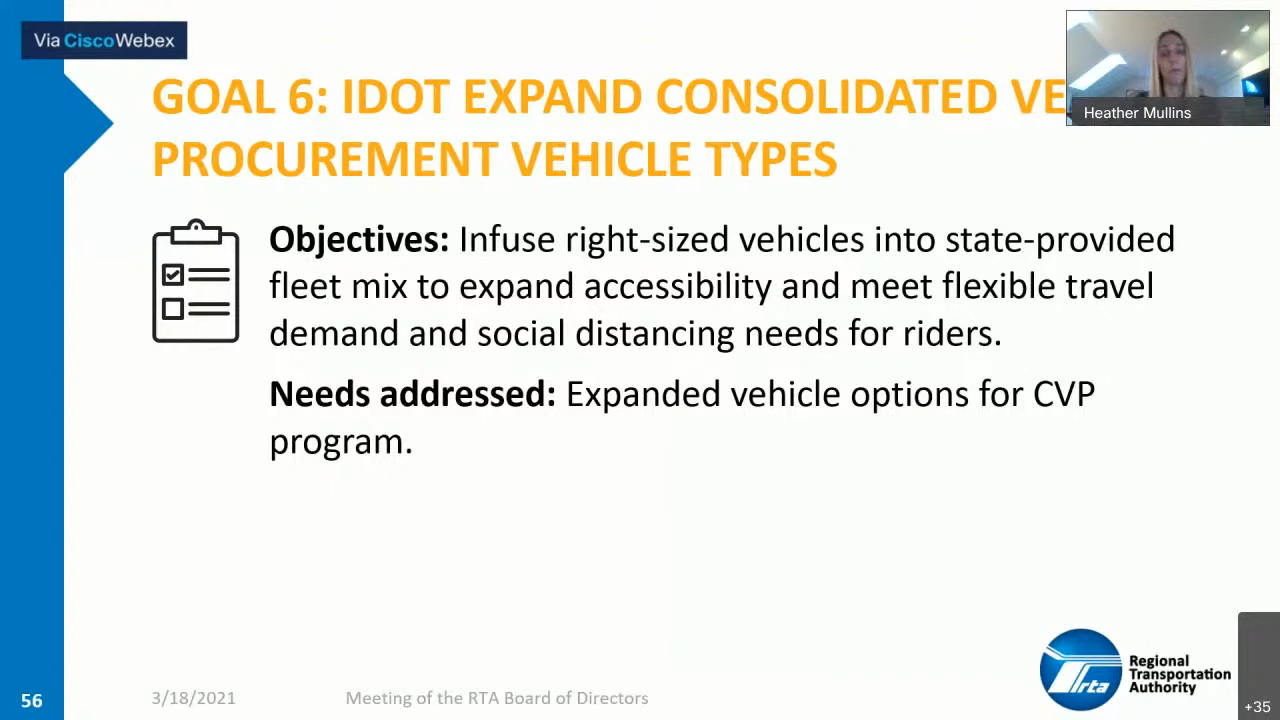 Via CiscoWebex
GOAL 6: IDOT EXPAND CONSOLIDATED VE
PROCUREMENT VEHICLE TYPES
Heather Mullins
Objectives: Infuse right-sized vehicles into state-provided
fleet mix to expand accessibility and meet flexible travel
demand and social distancing needs for riders.
Needs addressed: Expanded vehicle options for CVP
program.
56
3/18/2021
Meeting of the RTA Board of Directors
rta
Regional
Transportation
Authority
+35